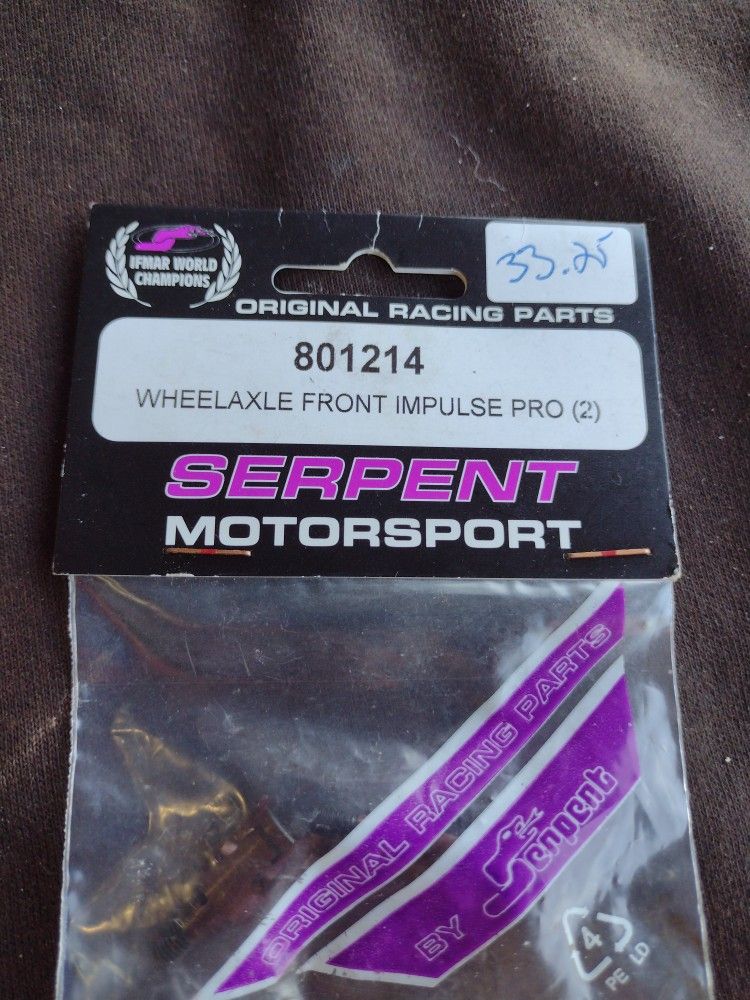 IFMAR WORLD
CHAMPIONS
33.25
ORIGINAL RACING PARTS
801214
WHEELAXLE FRONT IMPULSE PRO (2)
SERPENT
MOTORSPORT
ORIGINAL RACING PARTS
BY Serpent
4
PE LD